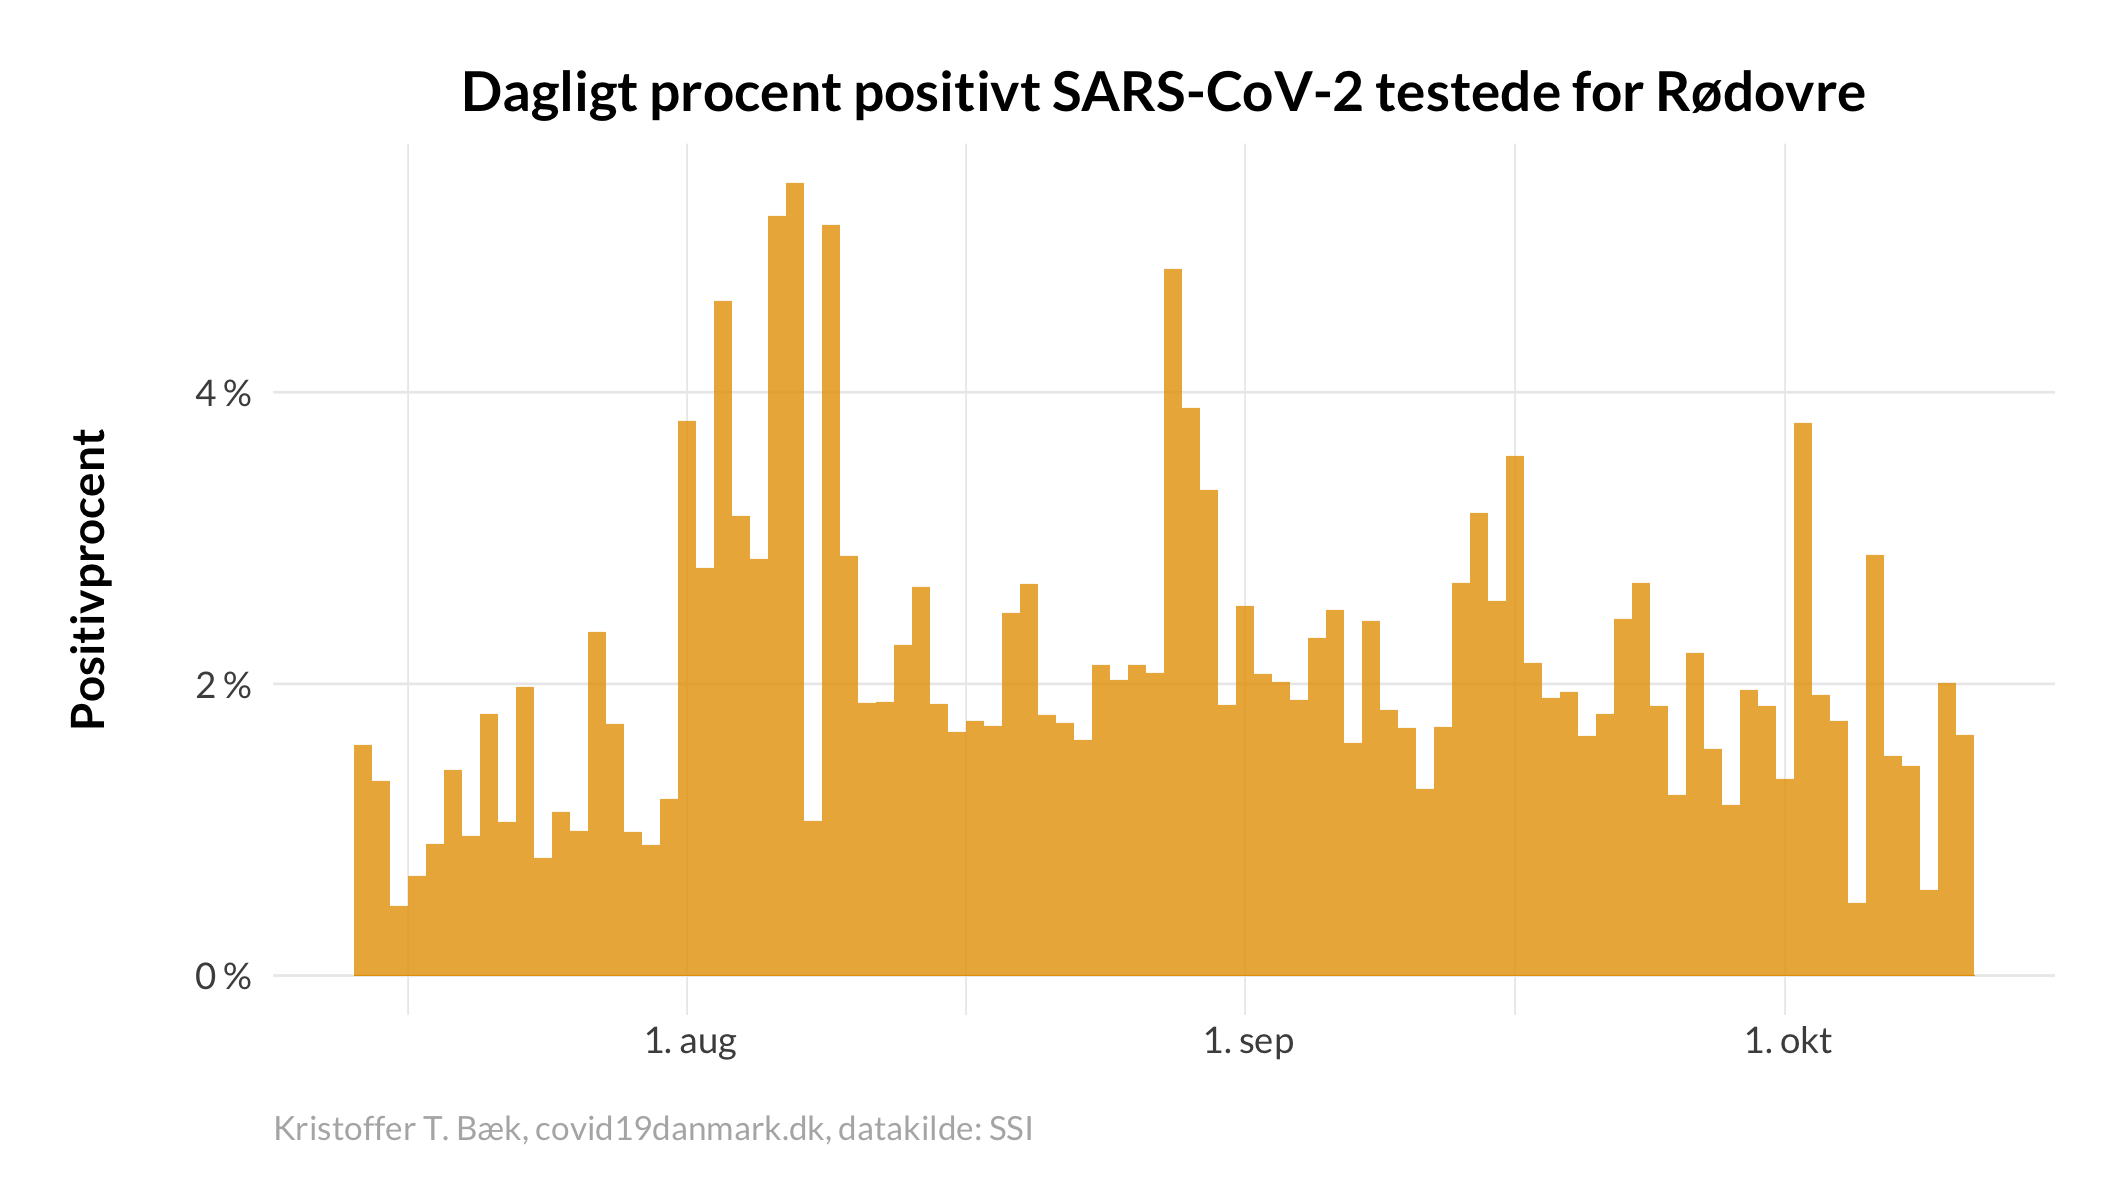 Dagligt procent positivt SARS-CoV-2 testede for Rødovre
Positivprocent
4 %
2 %
0 %
1. aug
1. sep
1. okt
Kristoffer T. Bæk, covid19danmark.dk, datakilde: SSI